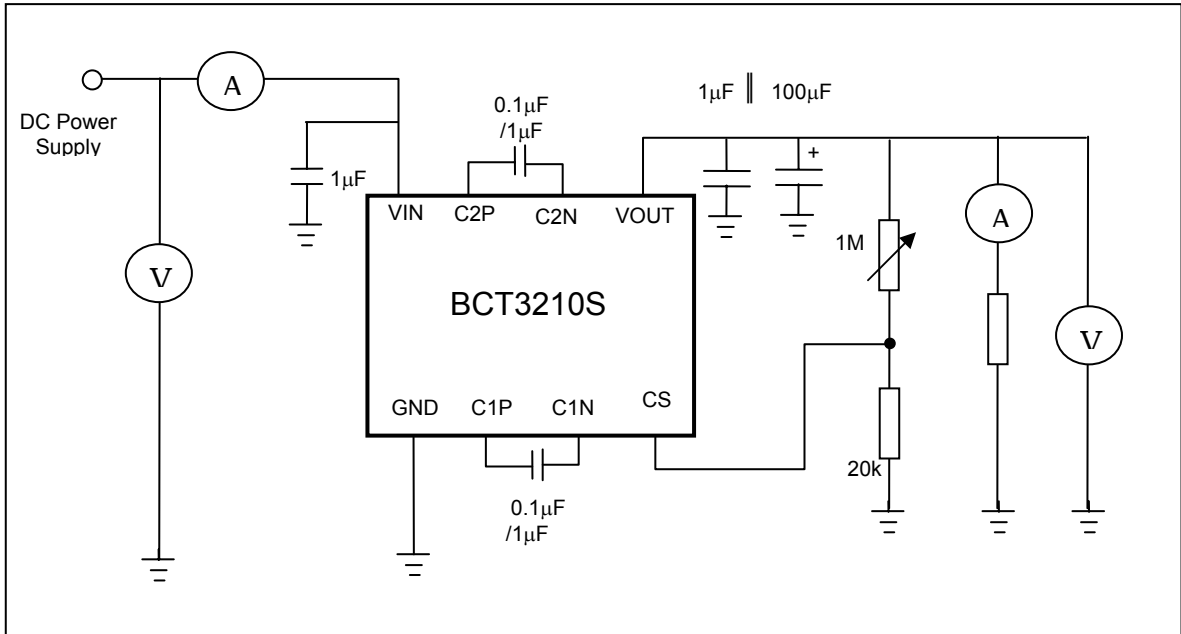 A
1μF ‖ 100μF
0.1μF
/1μF
DC Power
Supply
+
1μF
VIN C2P C2N VOUT
A
1M
V
BCT3210S
V
GND C1P C1N CS
20k
0.1μF
/1μF